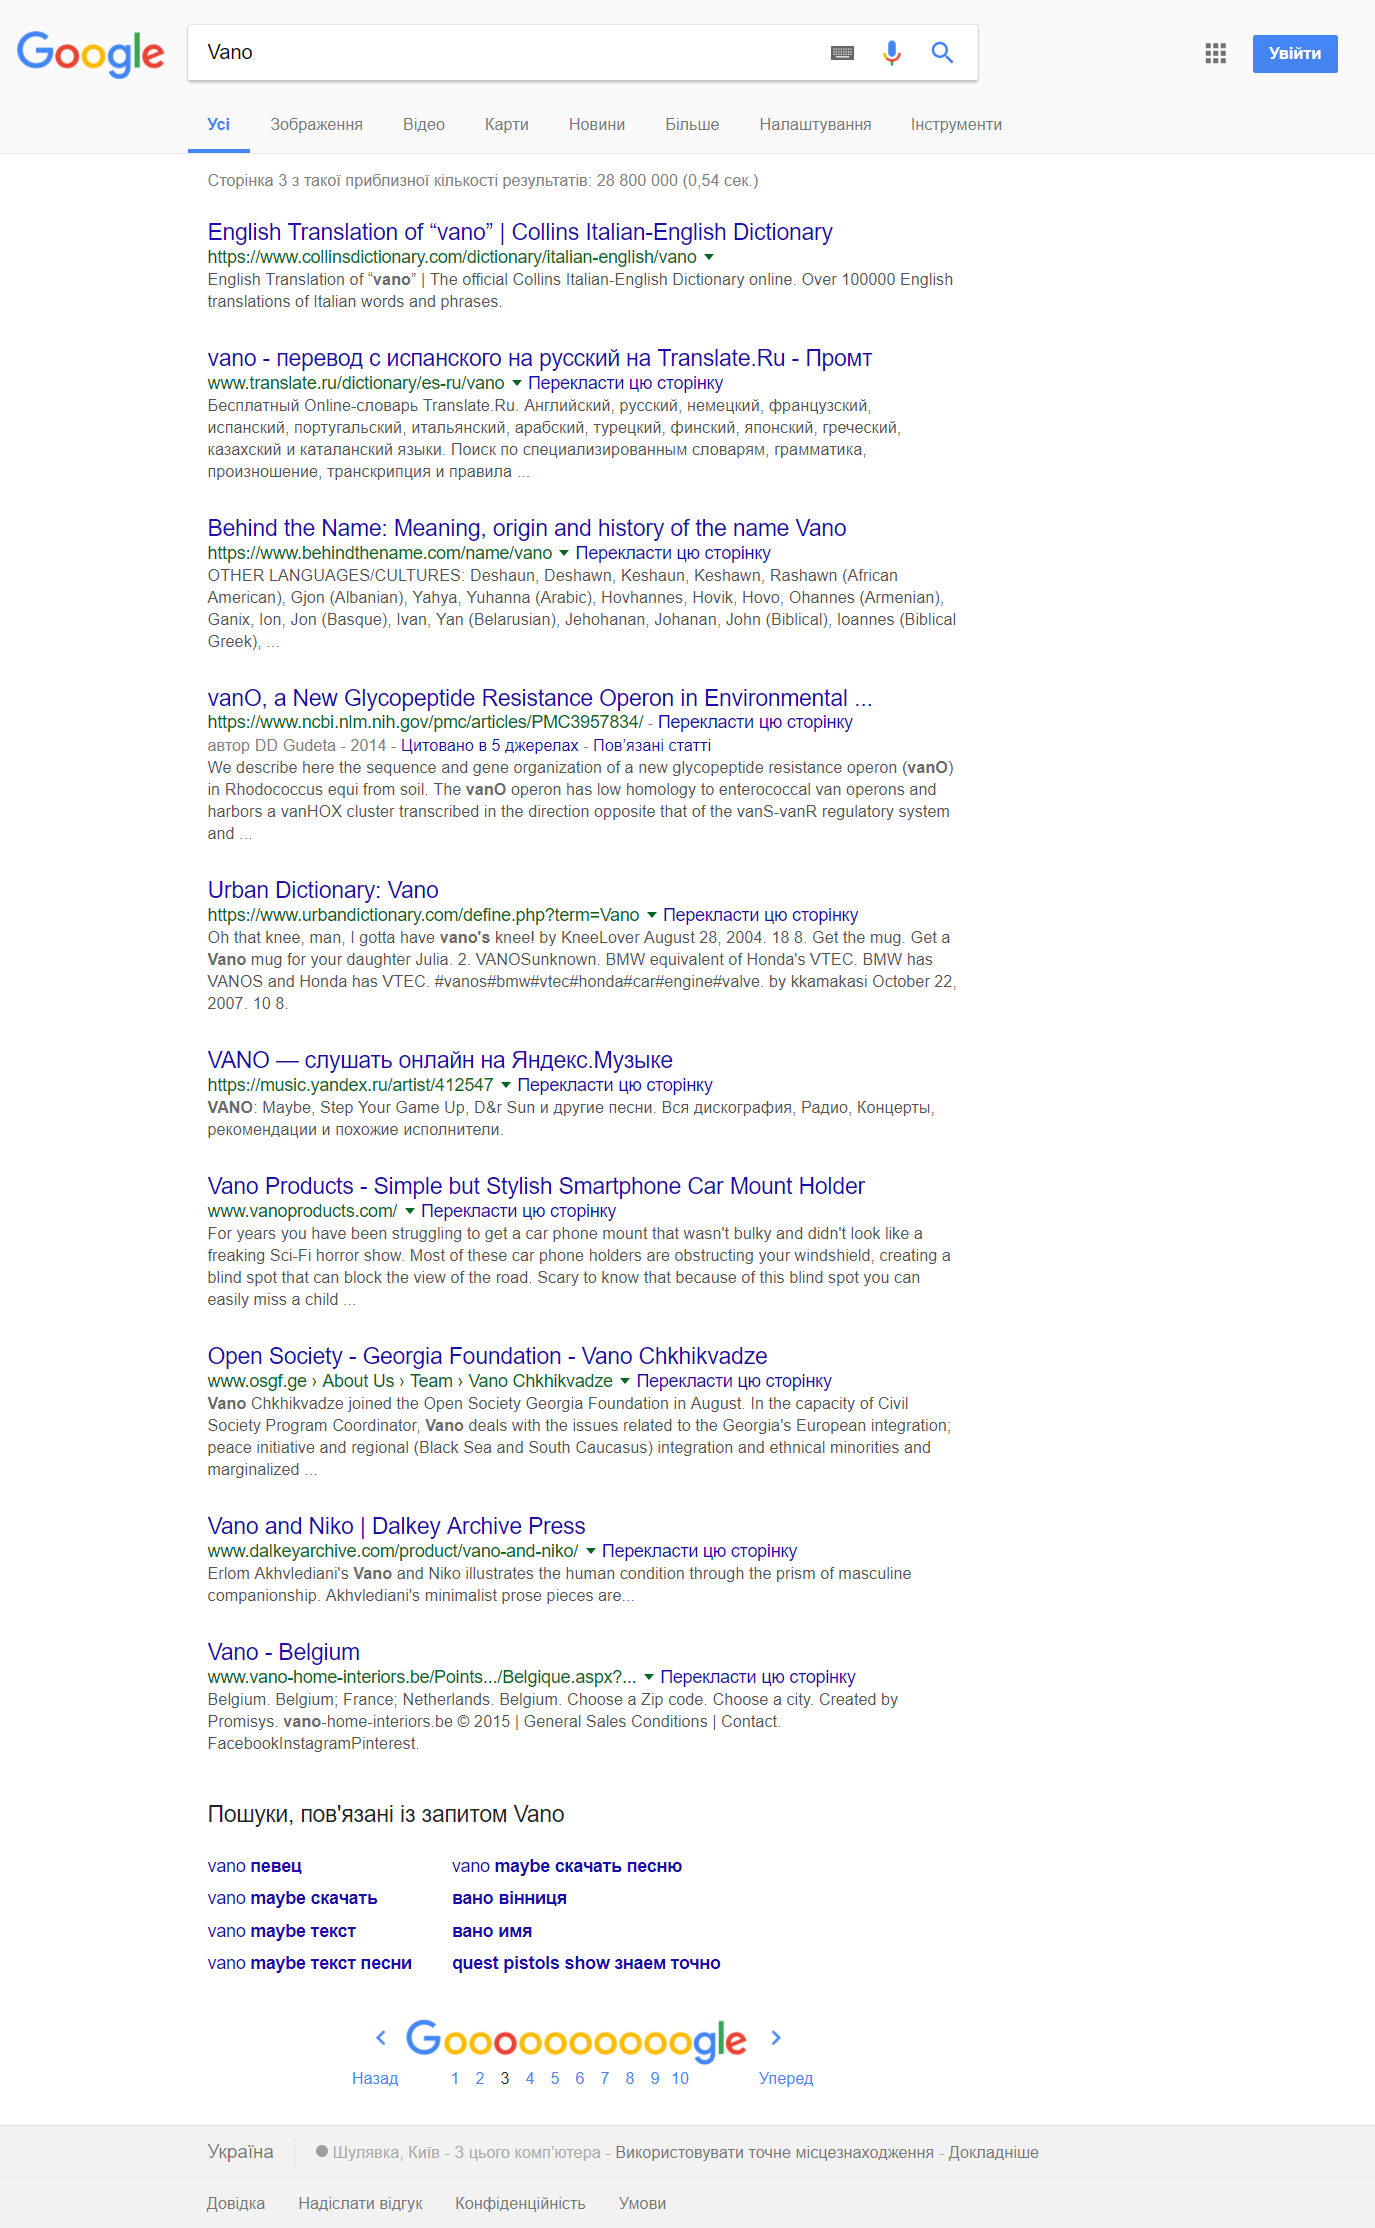 Google
Vano
Увійти
Усі Зображення Відео Карти Новини Більше Налаштування Інструменти
Сторінка 3 з такої приблизної кількості результатів: 28 800 000 (0,54 сек.)
English Translation of “vano” | Collins Italian-English Dictionary
https://www.collinsdictionary.com/dictionary/italian-english/vano
English Translation of “vano” | The official Collins Italian-English Dictionary online. Over 100000 English
translations of Italian words and phrases.
vano - перевод с испанского на русский на Translate.Ru - Промт
www.translate.ru/dictionary/es-ru/vano Перекласти цю сторінку
Бесплатный Online-словарь Translate.Ru. Английский, русский, немецкий, французский,
испанский, португальский, итальянский, арабский, турецкий, финский, японский, греческий,
казахский и каталанский языки. Поиск по специализированным словарям, грамматика,
произношение, транскрипция и правила ...
Behind the Name: Meaning, origin and history of the name Vano
https://www.behindthename.com/name/vano Перекласти цю сторінку
OTHER LANGUAGES/CULTURES: Deshaun, Deshawn, Keshaun, Keshawn, Rashawn (African
American), Gjon (Albanian), Yahya, Yuhanna (Arabic), Hovhannes, Hovik, Hovo, Ohannes (Armenian),
Ganix, Ion, Jon (Basque), Ivan, Yan (Belarusian), Jehohanan, Johanan, John (Biblical), Ioannes (Biblical
Greek), ...
vanO, a New Glycopeptide Resistance Operon in Environmental ...
https://www.ncbi.nlm.nih.gov/pmc/articles/PMC3957834/ - Перекласти цю сторінку
автор DD Gudeta - 2014 - Цитовано в 5 джерелах - Пов’язані статті
We describe here the sequence and gene organization of a new glycopeptide resistance operon (vanO)
in Rhodococcus equi from soil. The vanO operon has low homology to enterococcal van operons and
harbors a vanHOX cluster transcribed in the direction opposite that of the vanS-vanR regulatory system
and ...
Urban Dictionary: Vano
https://www.urbandictionary.com/define.php?term=Vano Перекласти цю сторінку
Oh that knee, man, I gotta have vano's knee! by KneeLover August 28, 2004. 18 8. Get the mug. Get a
Vano mug for your daughter Julia. 2. VANOSunknown. BMW equivalent of Honda's VTEC. BMW has
VANOS and Honda has VTEC. #vanos#bmw#vtec#honda#car#engine#valve. by kkamakasi October 22,
2007. 10 8.
VANO — слушать онлайн на Яндекс.Музыке
https://music.yandex.ru/artist/412547 Перекласти цю сторінку
VANO: Maybe, Step Your Game Up, D&r Sun и другие песни. Вся дискография, Радио, Концерты,
рекомендации и похожие исполнители.
Vano Products - Simple but Stylish Smartphone Car Mount Holder
www.vanoproducts.com/ Перекласти цю сторінку
For years you have been struggling to get a car phone mount that wasn't bulky and didn't look like a
freaking Sci-Fi horror show. Most of these car phone holders are obstructing your windshield, creating a
blind spot that can block the view of the road. Scary to know that because of this blind spot you can
easily miss a child ...
Open Society - Georgia Foundation - Vano Chkhikvadze
www.osgf.ge › About Us › Team › Vano Chkhikvadze Перекласти цю сторінку
Vano Chkhikvadze joined the Open Society Georgia Foundation in August. In the capacity of Civil
Society Program Coordinator, Vano deals with the issues related to the Georgia's European integration;
peace initiative and regional (Black Sea and South Caucasus) integration and ethnical minorities and
marginalized ...
Vano and Niko | Dalkey Archive Press
www.dalkeyarchive.com/product/vano-and-niko/ Перекласти цю сторінку
Erlom Akhvlediani's Vano and Niko illustrates the human condition through the prism of masculine
companionship. Akhvlediani's minimalist prose pieces are...
Vano - Belgium
www.vano-home-interiors.be/Points.../Belgique.aspx?... Перекласти цю сторінку
Belgium. Belgium; France; Netherlands. Belgium. Choose a Zip code. Choose a city. Created by
Promisys. vano-home-interiors.be © 2015 | General Sales Conditions | Contact.
FacebookInstagramPinterest.
Пошуки, пов'язані із запитом Vano
vano певец vano maybe скачать песню
vano maybe скачать вано вінниця
vano maybe текст вано имя
vano maybe текст песни quest pistols show знаем точно
Goooooooooogle
Назад 1 2 3 4 5 6 7 8 9 10 Уперед
Україна Шулявка, Київ - З цього комп’ютера - Використовувати точне місцезнаходження - Докладніше
Довідка Надіслати відгук Конфіденційність Умови